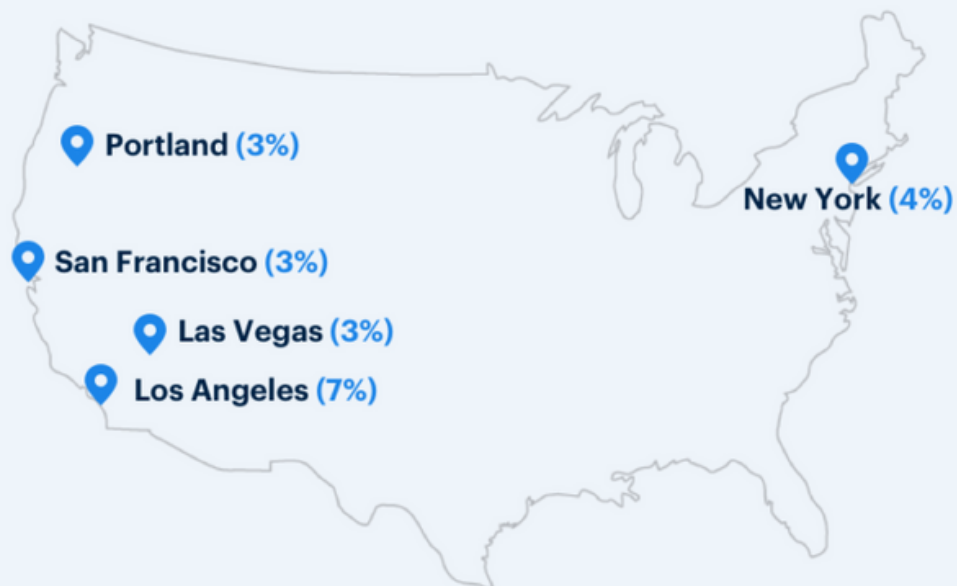 Portland (3%)
New York (4%)
San Francisco (3%)
Las Vegas (3%)
Los Angeles (7%)